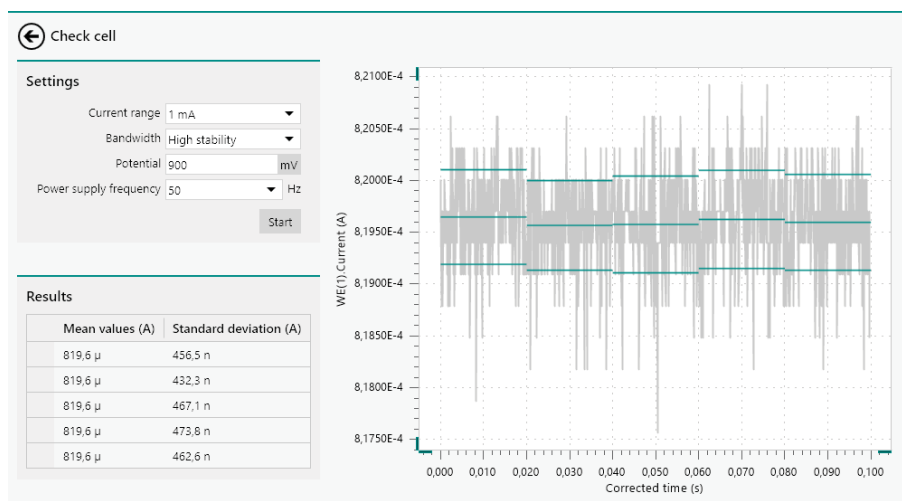 Check cell
Settings
Current range 1 mA
Bandwidth High stability
Potential 900 mV
Power supply frequency 50 Hz
Start
Results
Mean values (A) Standard deviation (A)
819,6 µ 456,5 n
819,6 µ 432,3 n
819,6 µ 467,1 n
819,6 µ 473,8 n
819,6 µ 462,6 n
WE(1).Current (A)
8,2100E-4
8,2050E-4
8,2000E-4
8,1950E-4
8,1900E-4
8,1850E-4
8,1800E-4
8,1750E-4
0,000 0,010 0,020 0,030 0,040 0,050 0,060 0,070 0,080 0,090 0,100
Corrected time (s)